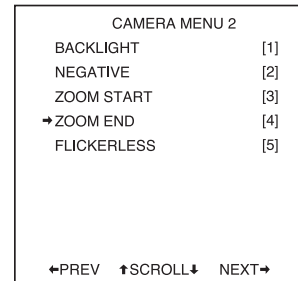 CAMERA MENU 2
BACKLIGHT [1]
NEGATIVE [2]
ZOOM START [3]
➔ZOOM END [4]
FLICKERLESS [5]
←PREV ↑SCROLL↓ NEXT→